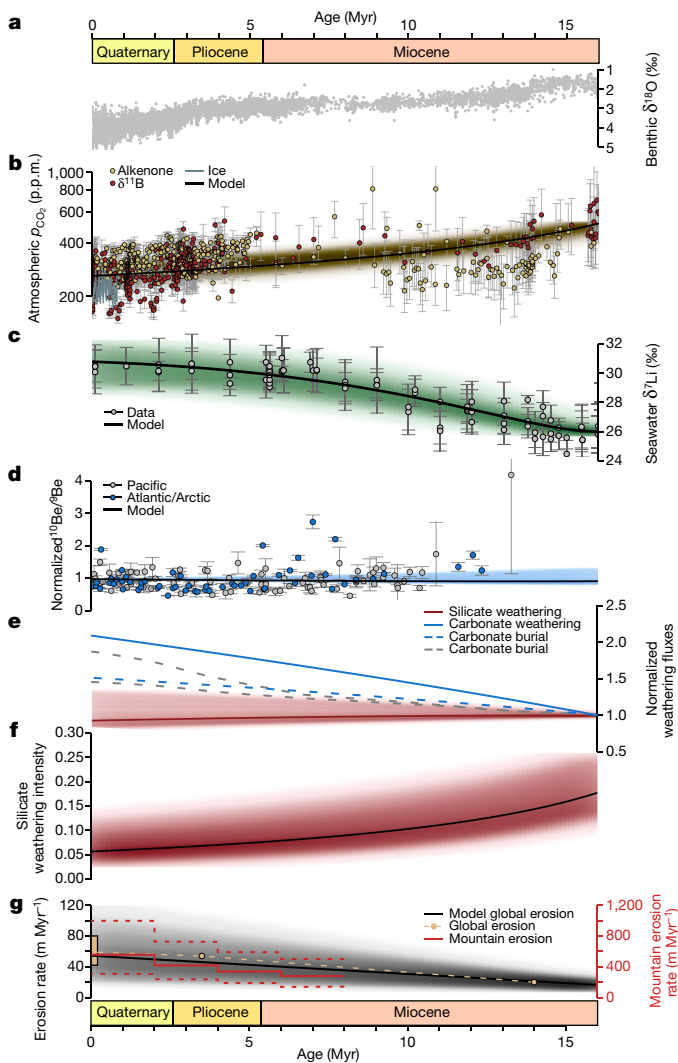 a
Age (Myr)
0 5 10 15
Quaternary Pliocene Miocene
1
2
3
4
5
Benthic δ18O (‰)
b
1,000
800
600
400
200
Atmospheric pCO2 (p.p.m.)
Alkenone
δ11B
Ice
Model
c
32
30
28
26
24
Seawater δ7Li (‰)
Data
Model
d
4
3
2
1
0
Normalized 10Be/9Be
Pacific
Atlantic/Arctic
Model
e
Silicate weathering
Carbonate weathering
Carbonate burial
Carbonate burial
2.5
2.0
1.5
1.0
0.5
Normalized
weathering fluxes
f
0.30
0.25
0.20
0.15
0.10
0.05
0.00
Silicate
weathering intensity
g
120
80
40
0
Erosion rate (m Myr−1)
Model global erosion
Global erosion
Mountain erosion
1,200
1,000
800
600
400
200
0
Mountain erosion
rate (m Myr−1)
Quaternary Pliocene Miocene
0 5 10 15
Age (Myr)